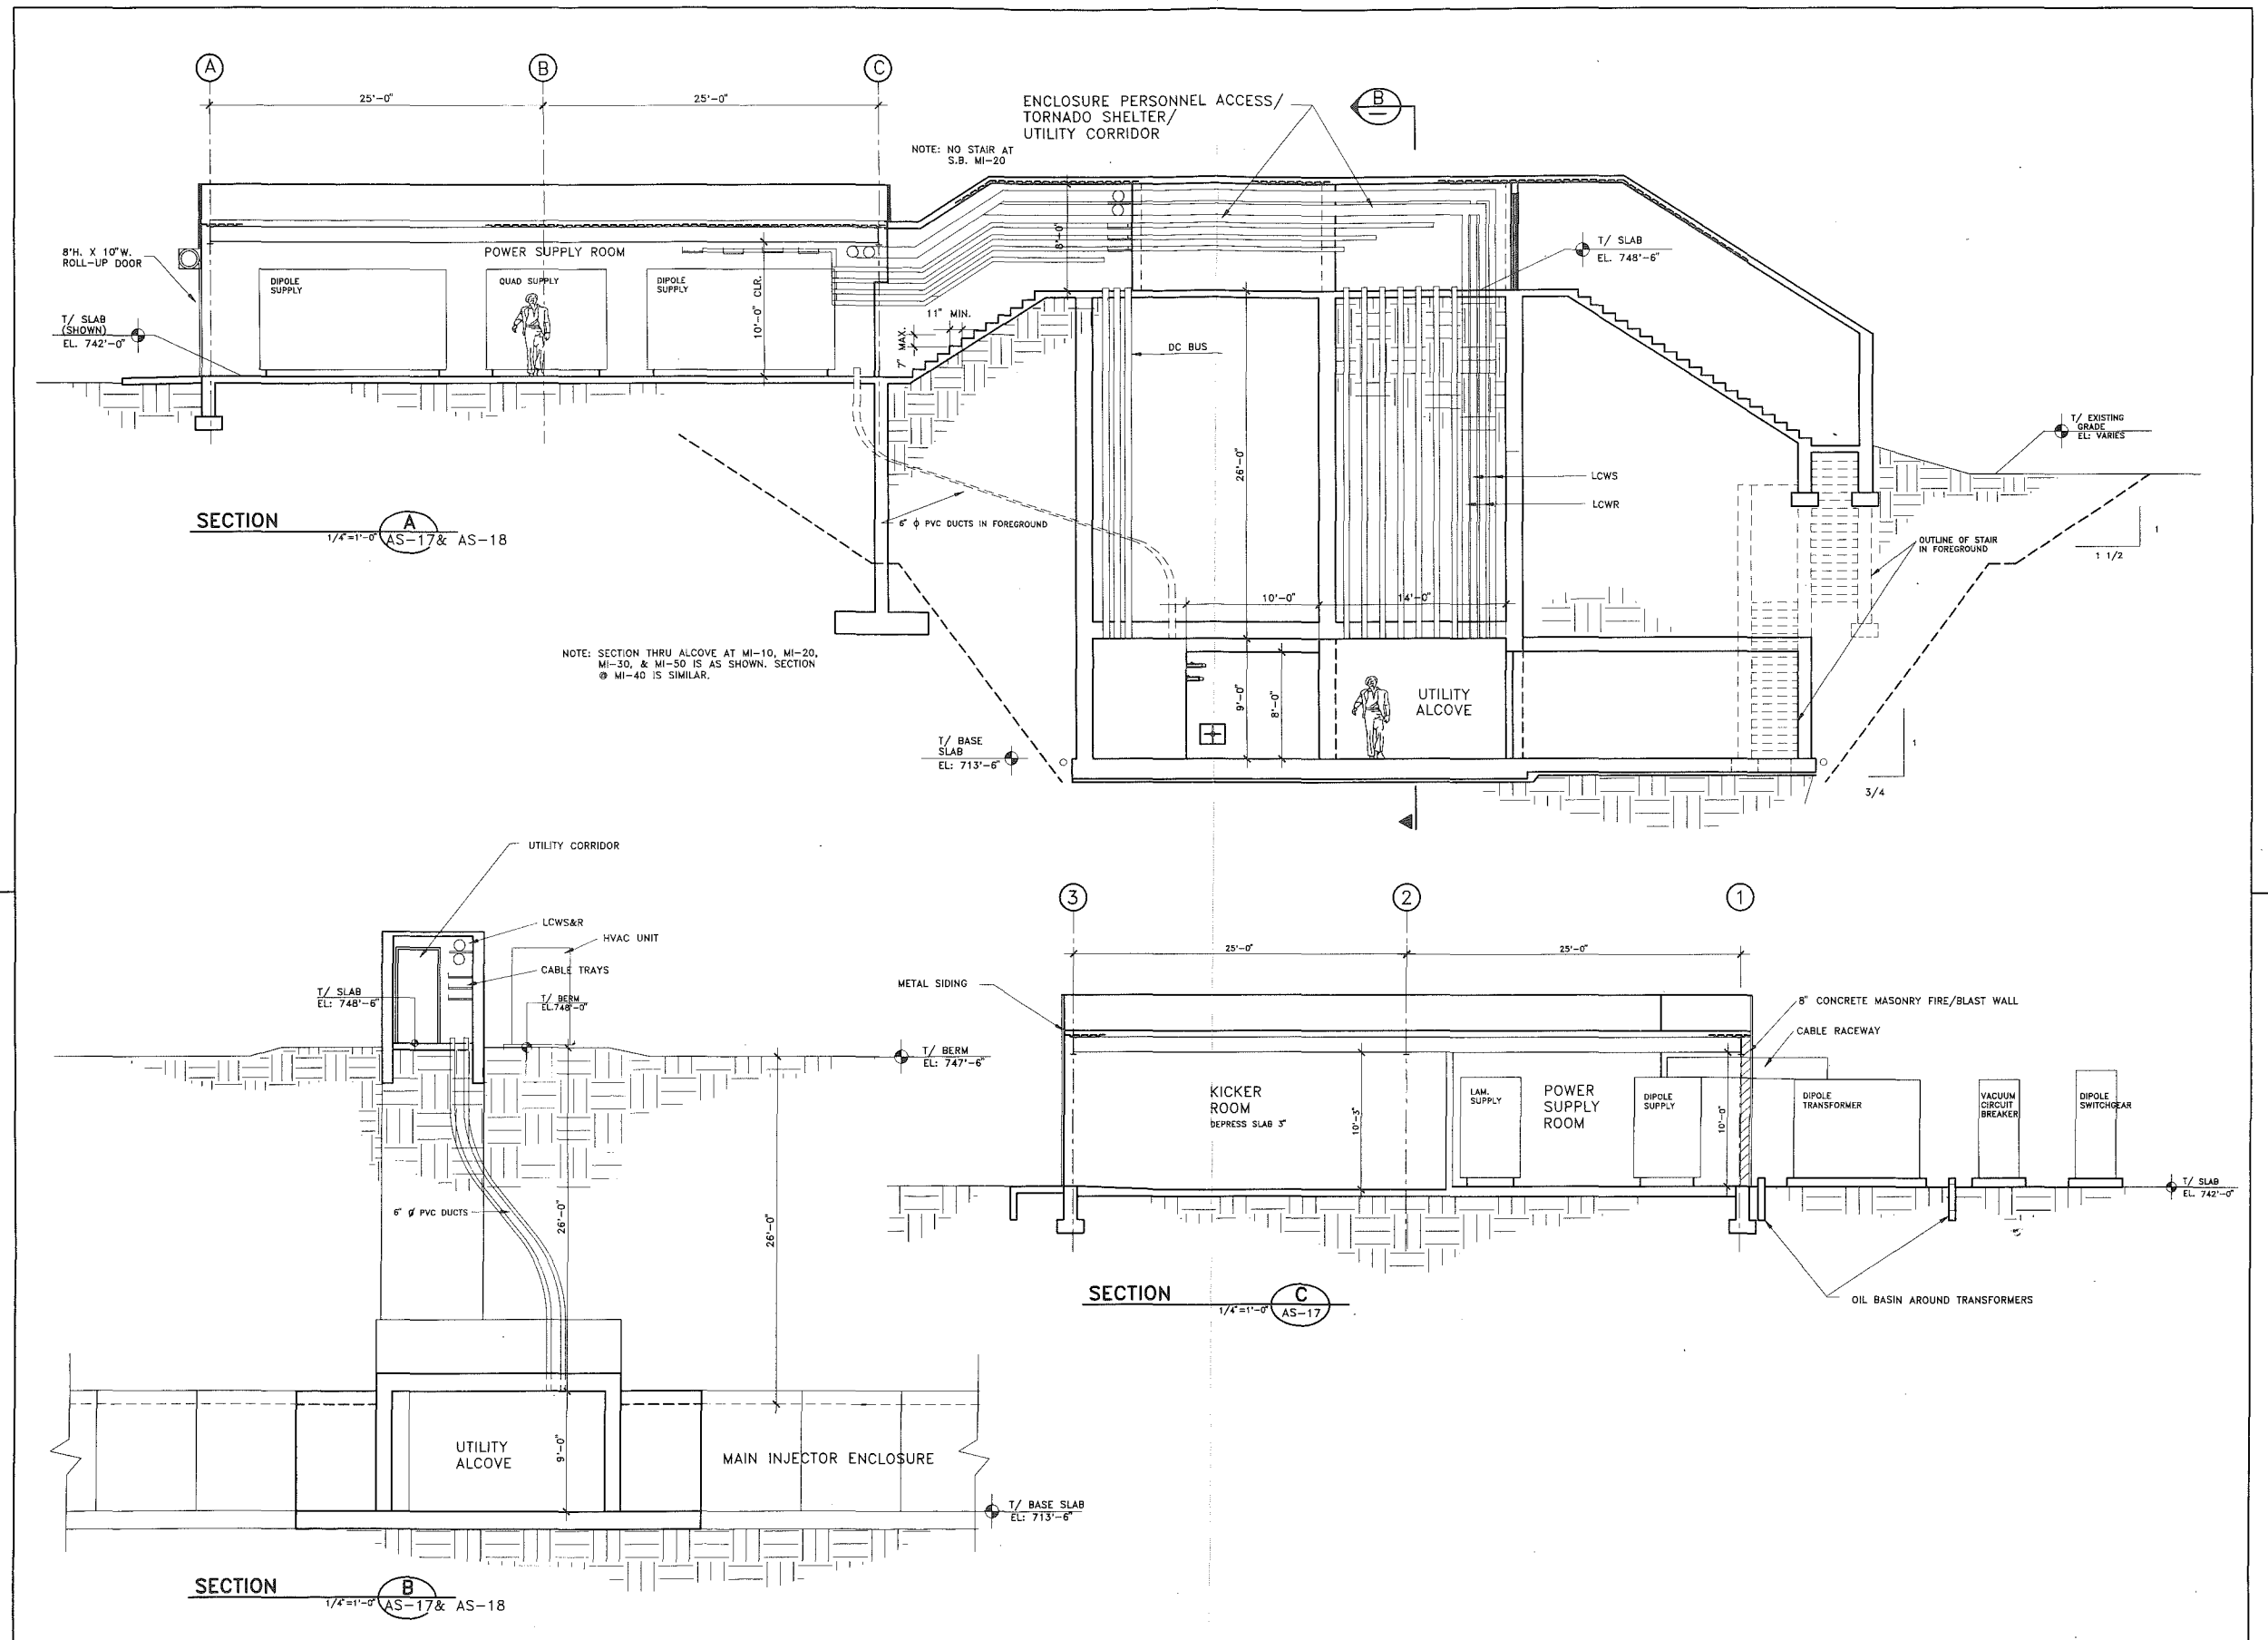 A
B
C
25'-0"
25'-0"
ENCLOSURE PERSONNEL ACCESS/
TORNADO SHELTER/
UTILITY CORRIDOR
B
NOTE: NO STAIR AT
S.B. MI-20
8'H. X 10"W.
ROLL-UP DOOR
POWER SUPPLY ROOM
DIPOLE
SUPPLY
QUAD SUPPLY
DIPOLE
SUPPLY
10'-0" CLR.
8'-0"
T/ SLAB
EL. 748'-6"
T/ SLAB
(SHOWN)
EL. 742'-0"
11" MIN.
7" MAX.
DC BUS
26'-0"
LCWS
LCWR
T/ EXISTING
GRADE
EL: VARIES
6" ϕ PVC DUCTS IN FOREGROUND
OUTLINE OF STAIR
IN FOREGROUND
1
1 1/2
SECTION
A
1/4"=1'-0"
AS-17& AS-18
10'-0"
14'-0"
NOTE: SECTION THRU ALCOVE AT MI-10, MI-20,
MI-30, & MI-50 IS AS SHOWN. SECTION
@ MI-40 IS SIMILAR.
9'-0"
8'-0"
UTILITY
ALCOVE
T/ BASE
SLAB
EL: 713'-6"
1
3/4
UTILITY CORRIDOR
LCWS&R
HVAC UNIT
CABLE TRAYS
T/ SLAB
EL: 748'-6"
T/ BERM
EL.748'-0"
T/ BERM
EL: 747'-6"
6" ϕ PVC DUCTS
26'-0"
26'-0"
UTILITY
ALCOVE
9'-0"
MAIN INJECTOR ENCLOSURE
T/ BASE SLAB
EL: 713'-6"
SECTION
B
1/4"=1'-0"
AS-17& AS-18
3
2
1
25'-0"
25'-0"
METAL SIDING
8" CONCRETE MASONRY FIRE/BLAST WALL
CABLE RACEWAY
KICKER
ROOM
DEPRESS SLAB 3"
10'-3"
LAM.
SUPPLY
POWER
SUPPLY
ROOM
DIPOLE
SUPPLY
10'-0"
DIPOLE
TRANSFORMER
VACUUM
CIRCUIT
BREAKER
DIPOLE
SWITCHGEAR
T/ SLAB
EL. 742'-0"
OIL BASIN AROUND TRANSFORMERS
SECTION
C
1/4"=1'-0"
AS-17